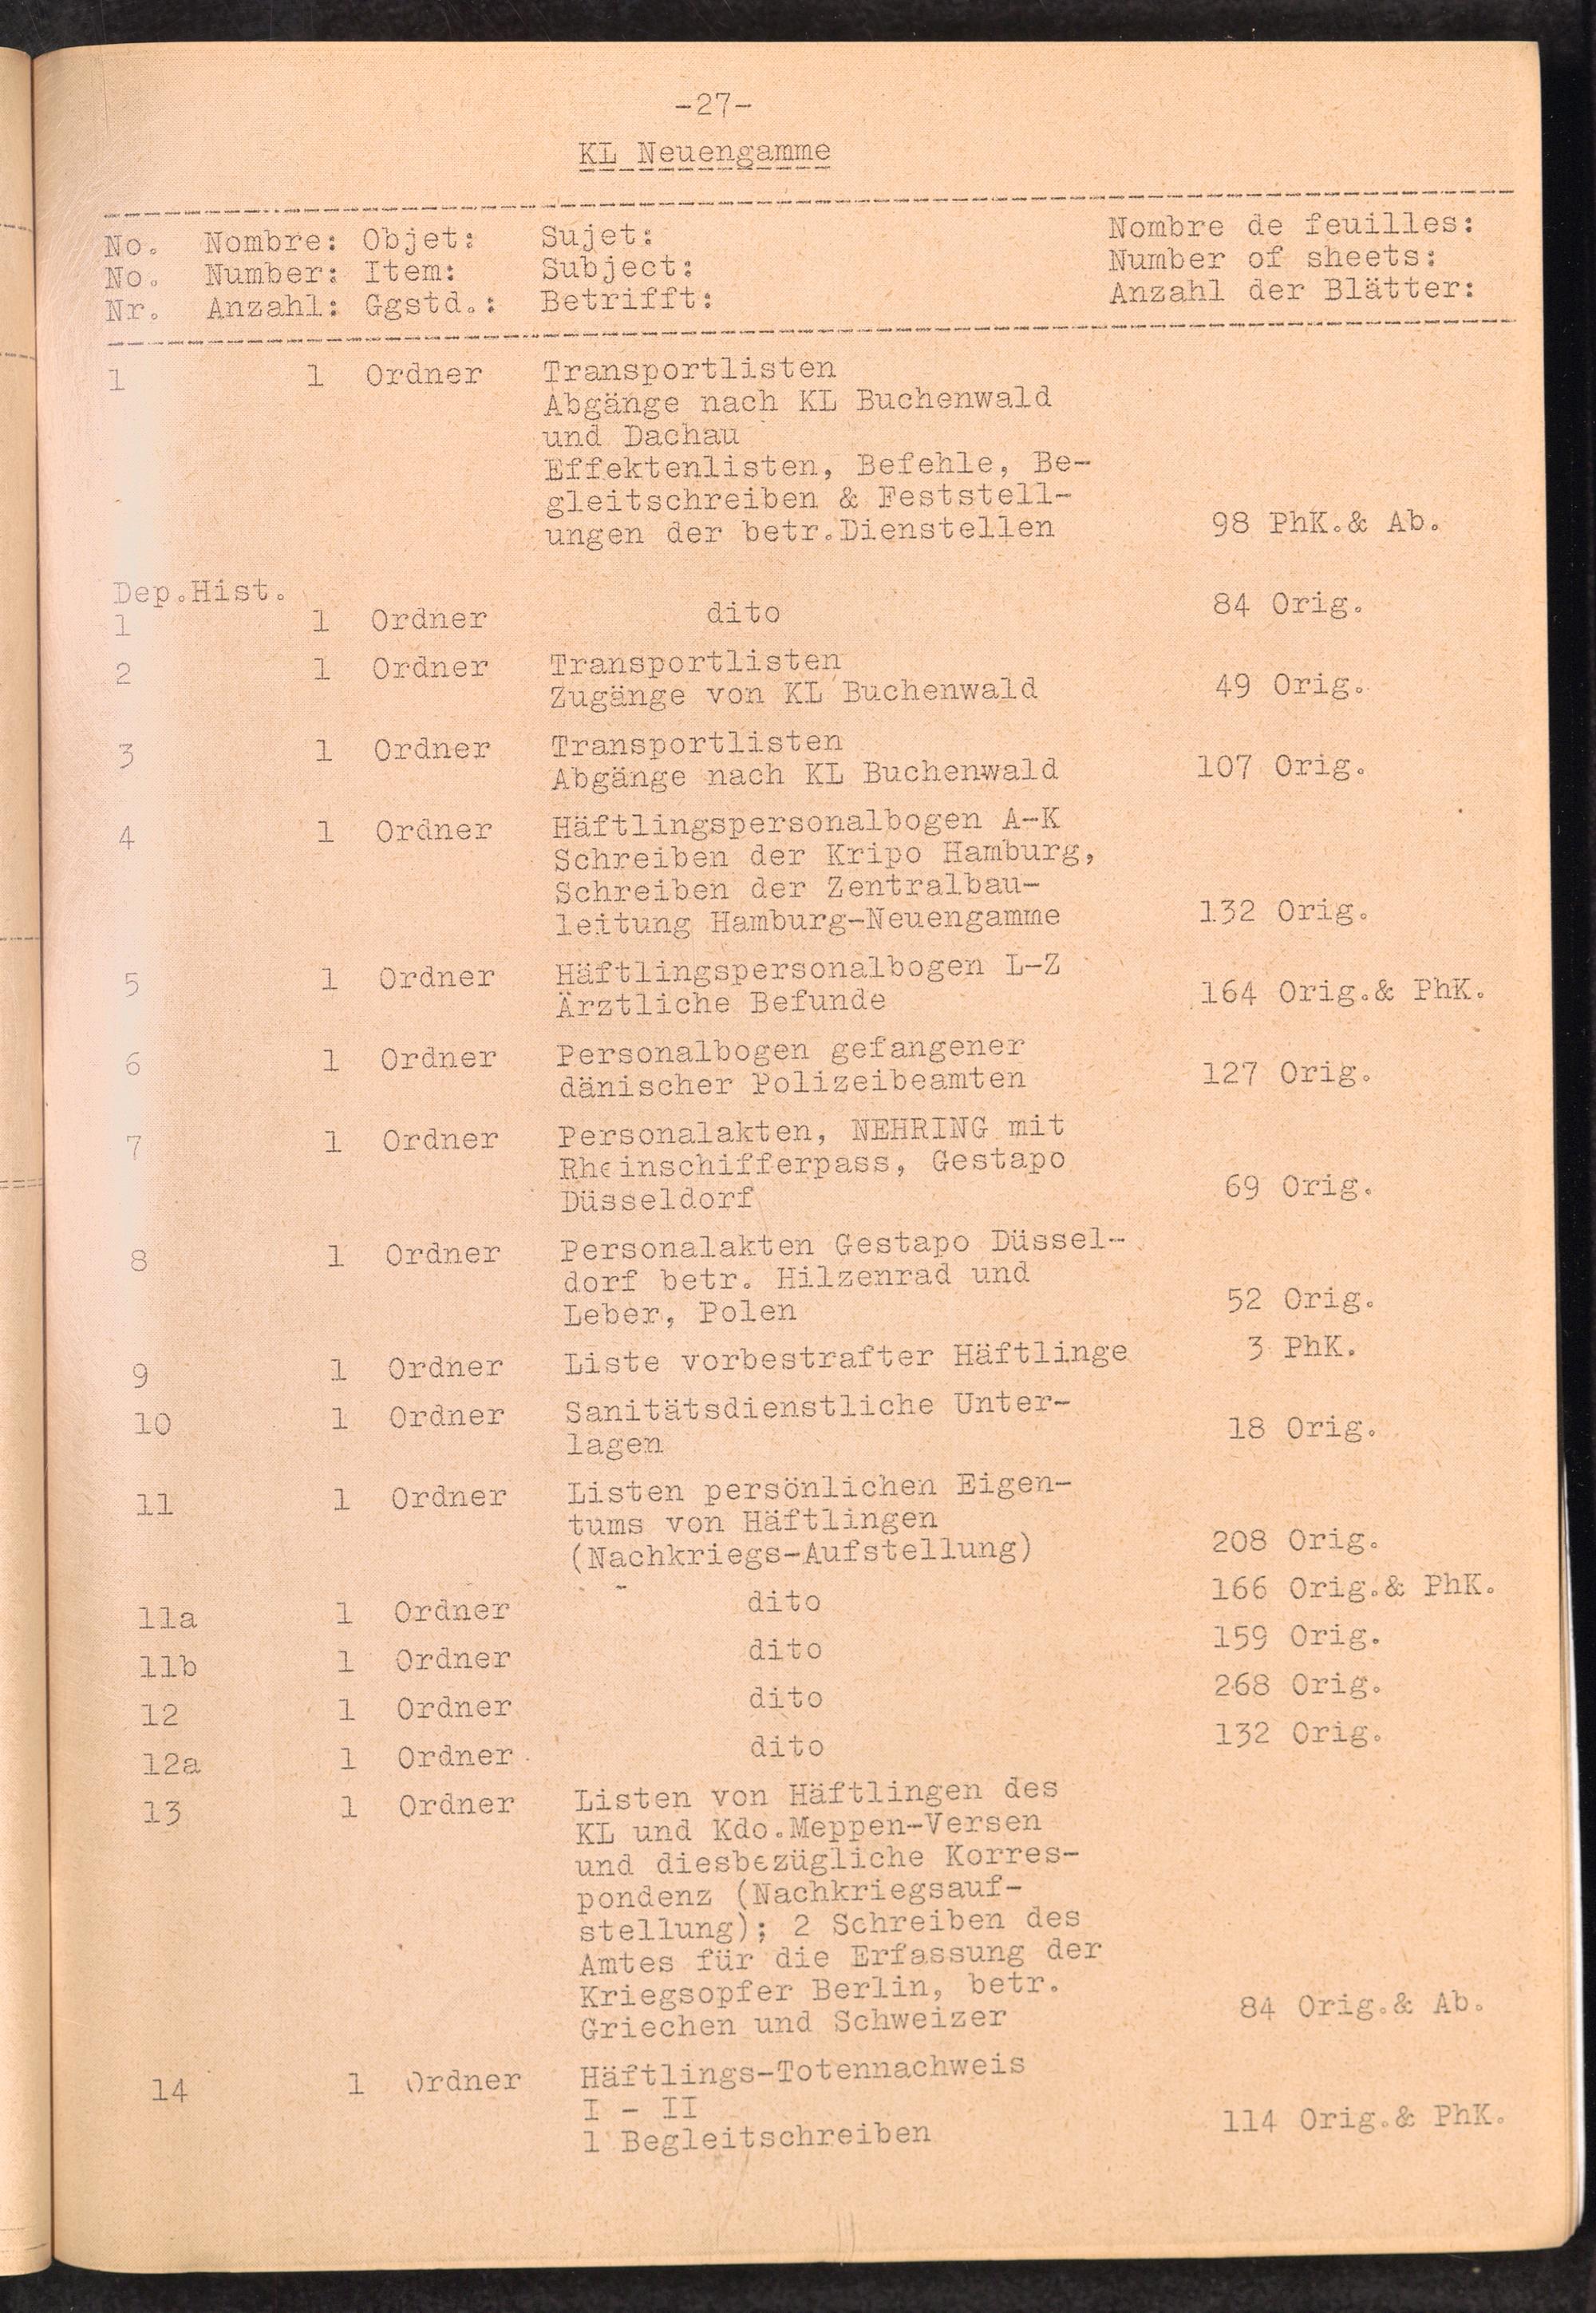 -27-
KL Neuengamme
No. Nombre: Objet: Sujet: Nombre de feuilles:
No. Number: Item: Subject: Number of sheets:
Nr. Anzahl: Ggstd.: Betrifft: Anzahl der Blätter:
1 1 Ordner Transportlisten
Abgänge nach KL Buchenwald
und Dachau
Effektenlisten, Befehle, Be-
gleitschreiben & Feststell-
ungen der betr.Dienstellen 98 PhK.& Ab.
Dep.Hist.
1 1 Ordner dito 84 Orig.
2 1 Ordner Transportlisten
Zugänge von KL Buchenwald 49 Orig.
3 1 Ordner Transportlisten
Abgänge nach KL Buchenwald 107 Orig.
4 1 Ordner Häftlingspersonalbogen A-K
Schreiben der Kripo Hamburg,
Schreiben der Zentralbau-
leitung Hamburg-Neuengamme 132 Orig.
5 1 Ordner Häftlingspersonalbogen L-Z
Ärztliche Befunde 164 Orig.& PhK.
6 1 Ordner Personalbogen gefangener
dänischer Polizeibeamten 127 Orig.
7 1 Ordner Personalakten, NEHRING mit
Rheinschifferpass, Gestapo
Düsseldorf 69 Orig.
8 1 Ordner Personalakten Gestapo Düssel-
dorf betr. Hilzenrad und
Leber, Polen 52 Orig.
9 1 Ordner Liste vorbestrafter Häftlinge 3 PhK.
10 1 Ordner Sanitätsdienstliche Unter-
lagen 18 Orig.
11 1 Ordner Listen persönlichen Eigen-
tums von Häftlingen
(Nachkriegs-Aufstellung) 208 Orig.
11a 1 Ordner dito 166 Orig.& PhK.
11b 1 Ordner dito 159 Orig.
12 1 Ordner dito 268 Orig.
12a 1 Ordner dito 132 Orig.
13 1 Ordner Listen von Häftlingen des
KL und Kdo.Meppen-Versen
und diesbezügliche Korres-
pondenz (Nachkriegsauf-
stellung); 2 Schreiben des
Amtes für die Erfassung der
Kriegsopfer Berlin, betr.
Griechen und Schweizer 84 Orig.& Ab.
14 1 Ordner Häftlings-Totennachweis
I - II
1 Begleitschreiben 114 Orig.& PhK.